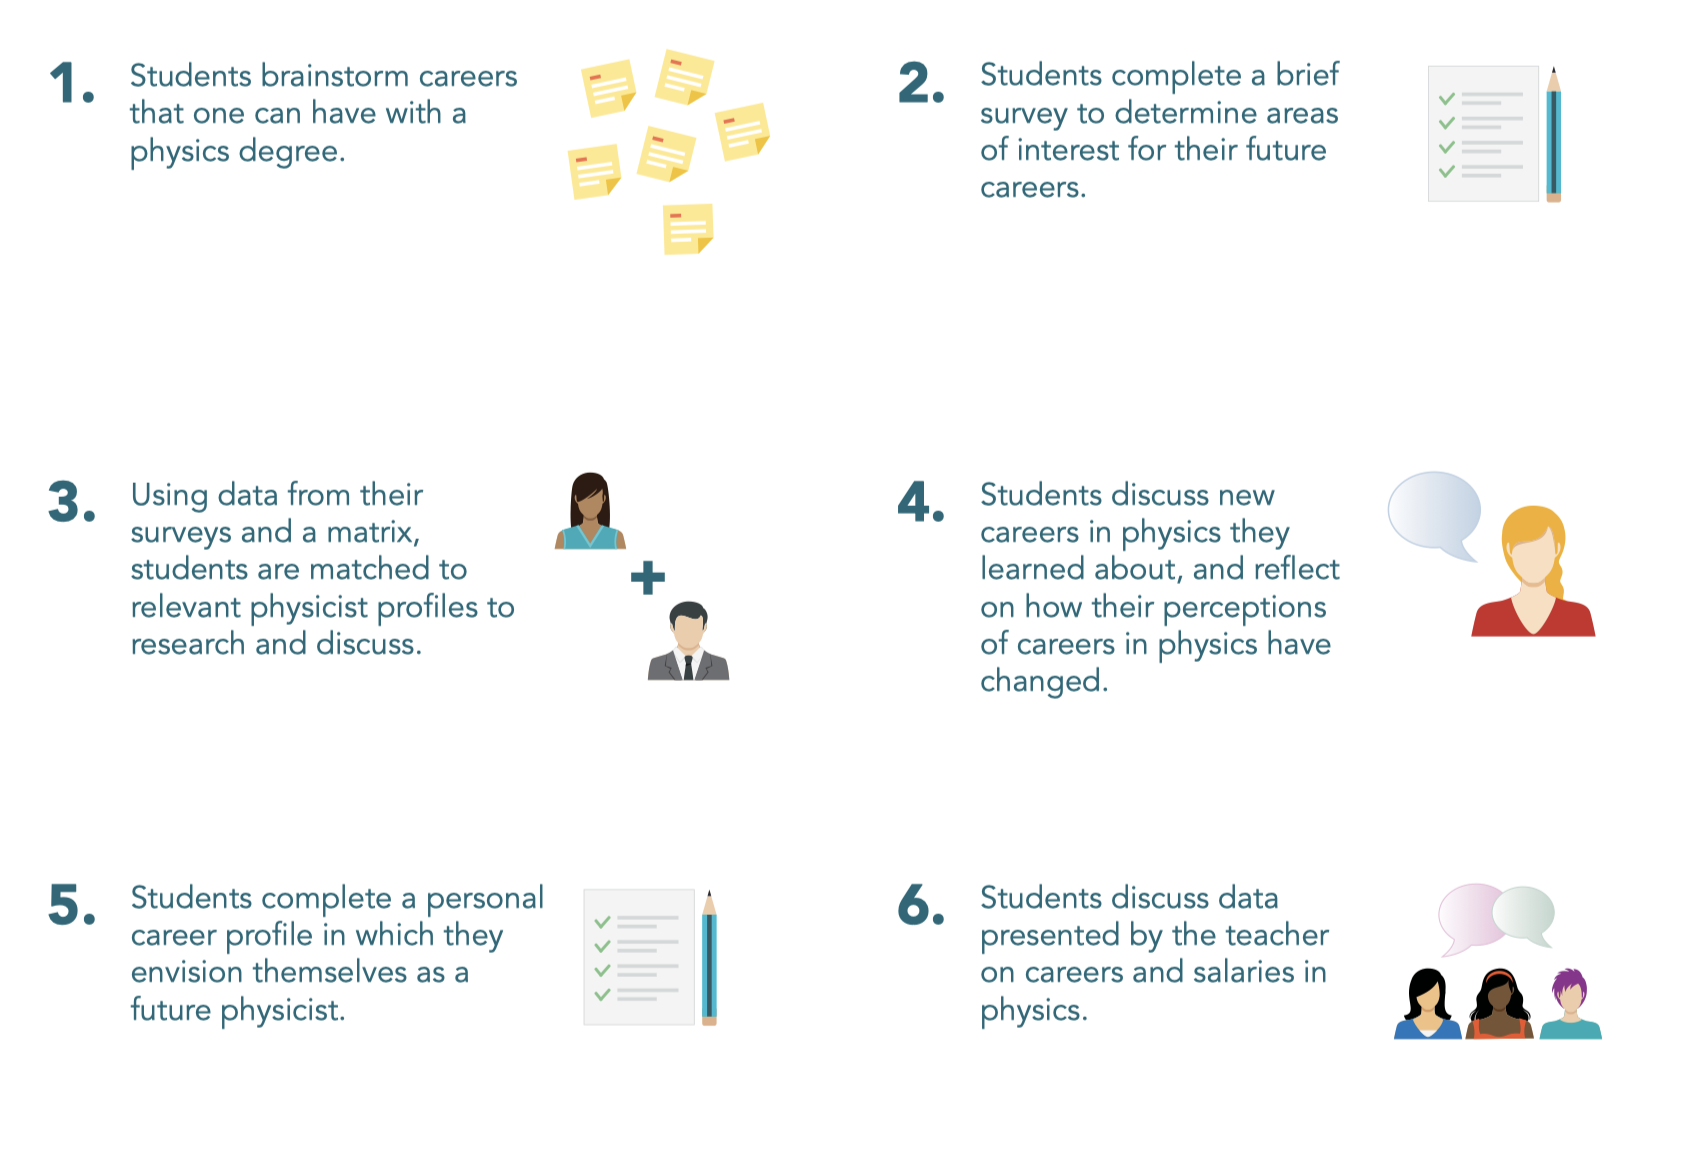 1. Students brainstorm careers
that one can have with a
physics degree.
2. Students complete a brief
survey to determine areas
of interest for their future
careers.
3. Using data from their
surveys and a matrix,
students are matched to
relevant physicist profiles to
research and discuss.
4. Students discuss new
careers in physics they
learned about, and reflect
on how their perceptions
of careers in physics have
changed.
5. Students complete a personal
career profile in which they
envision themselves as a
future physicist.
6. Students discuss data
presented by the teacher
on careers and salaries in
physics.